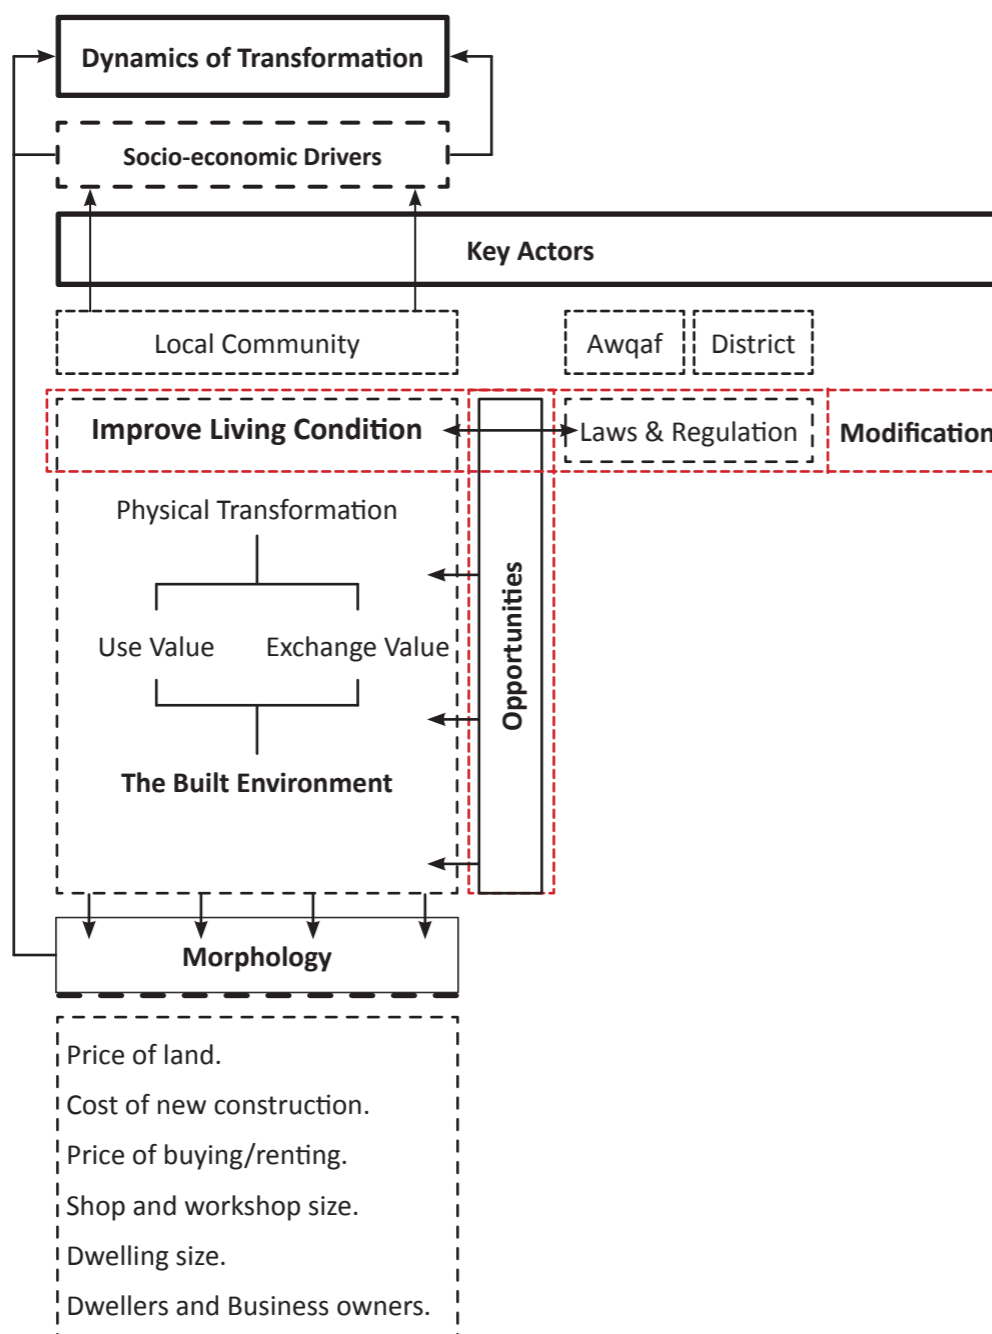 Dynamics of Transformation
Socio-economic Drivers
Key Actors
Local Community
Awqaf
District
Improve Living Condition
Laws & Regulation
Modification
Physical Transformation
Use Value
Exchange Value
Opportunities
The Built Environment
Morphology
Price of land.
Cost of new construction.
Price of buying/renting.
Shop and workshop size.
Dwelling size.
Dwellers and Business owners.